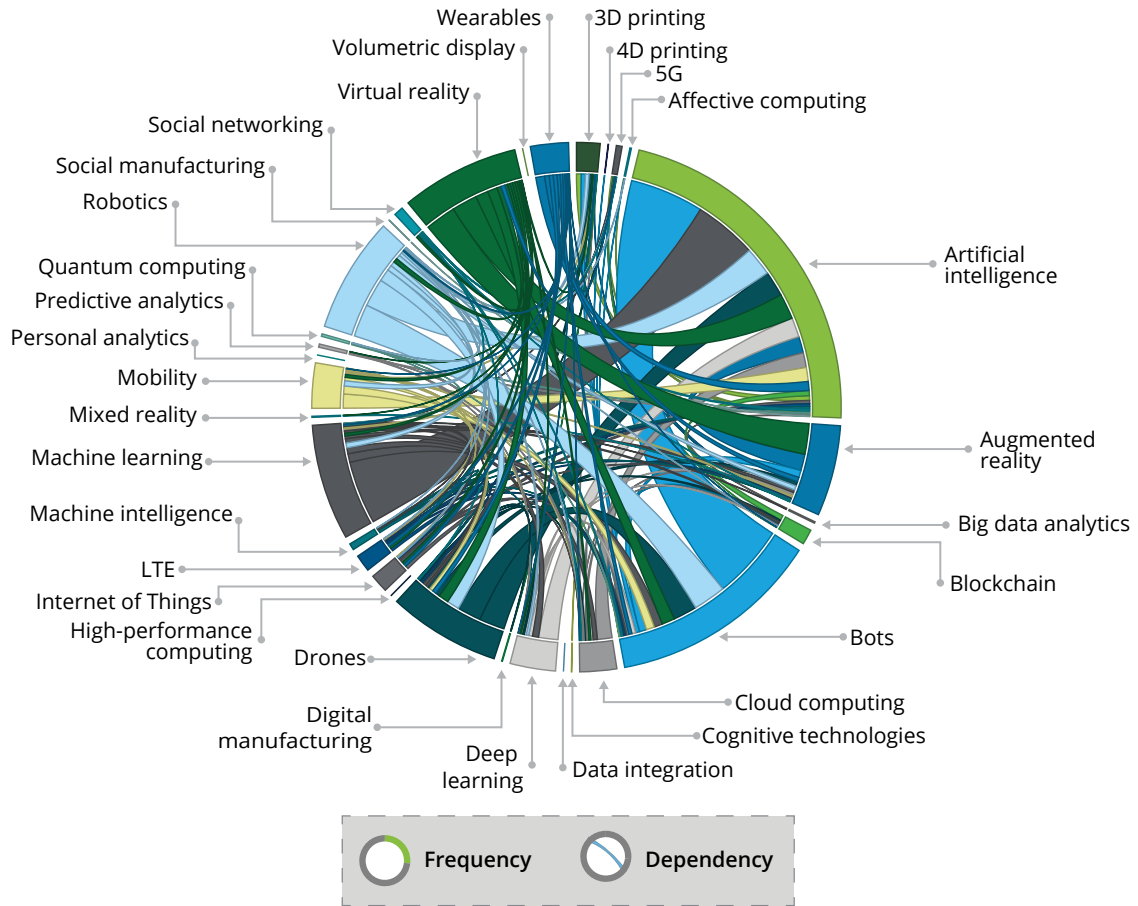 Wearables
3D printing
Volumetric display
4D printing
5G
Virtual reality
Affective computing
Social networking
Social manufacturing
Robotics
Artificial
intelligence
Quantum computing
Predictive analytics
Personal analytics
Mobility
Mixed reality
Augmented
reality
Machine learning
Machine intelligence
Big data analytics
LTE
Blockchain
Internet of Things
High-performance
computing
Bots
Drones
Cloud computing
Digital
manufacturing
Cognitive technologies
Deep
learning
Data integration
Frequency
Dependency